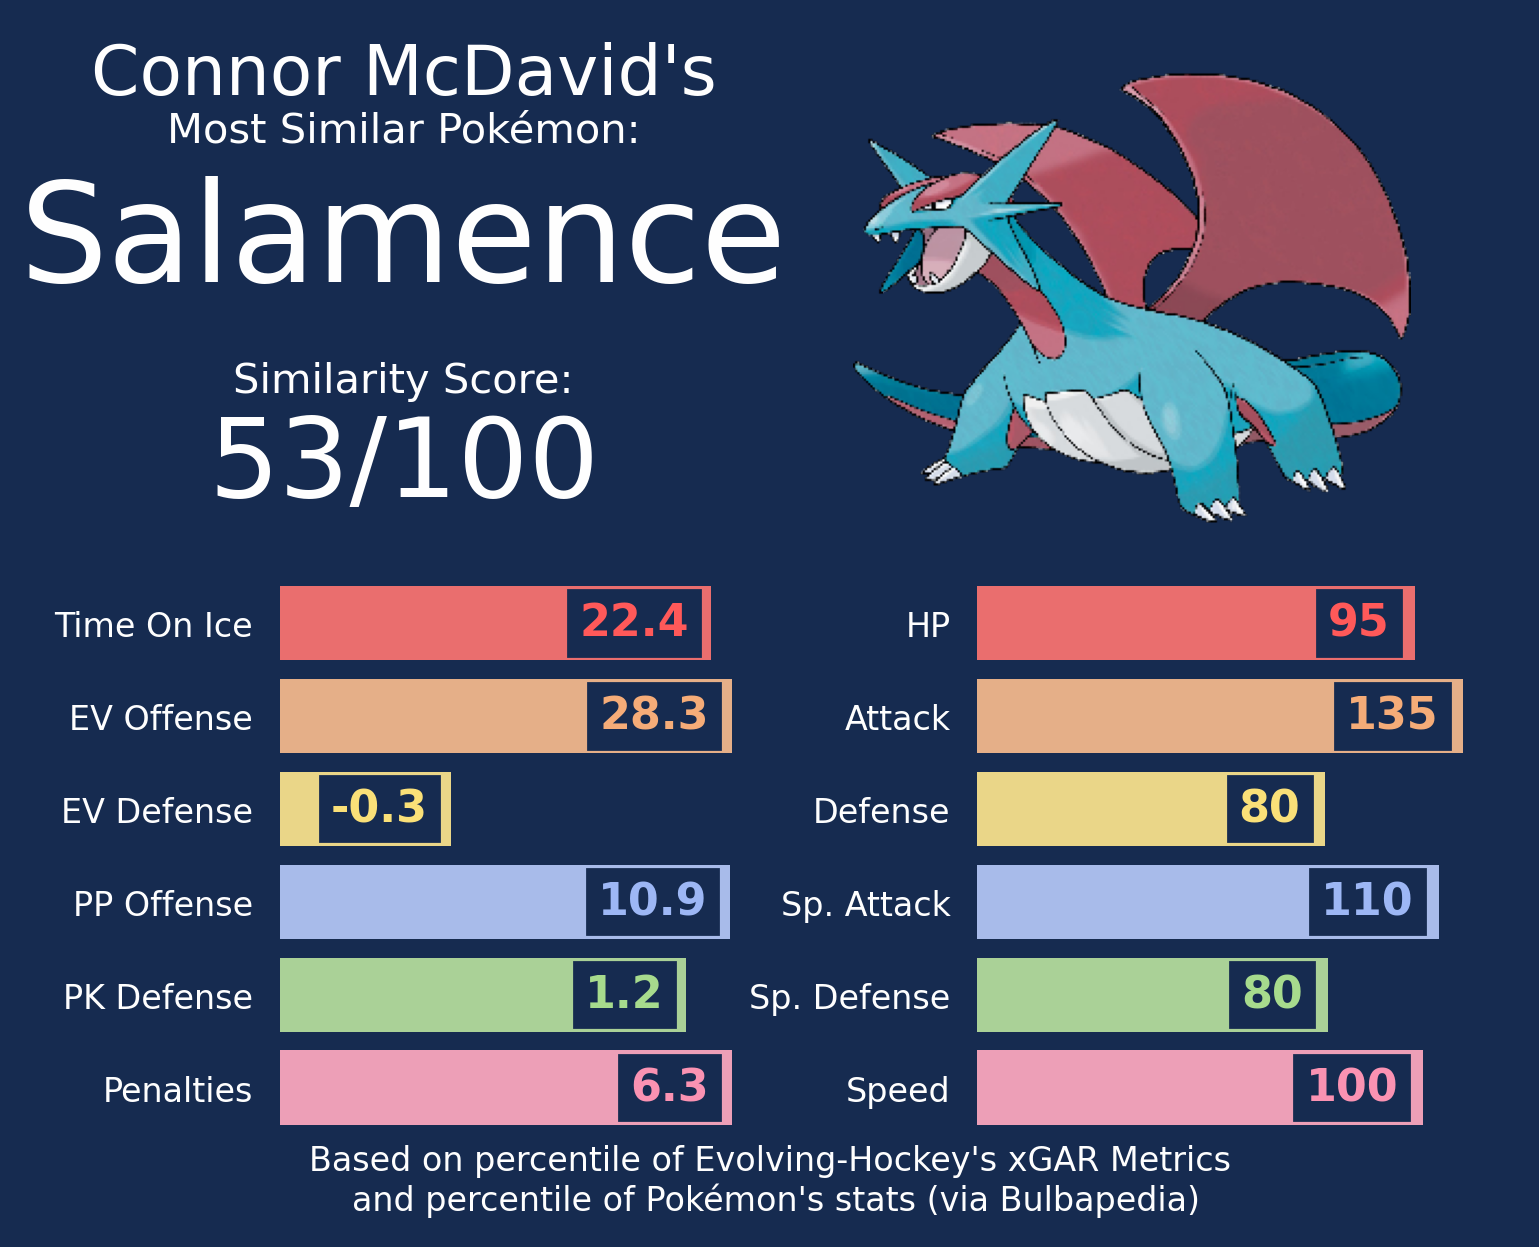 Connor McDavid's
Most Similar Pokémon:
Salamence
Similarity Score:
53/100
Time On Ice 22.4
EV Offense 28.3
EV Defense -0.3
PP Offense 10.9
PK Defense 1.2
Penalties 6.3
HP 95
Attack 135
Defense 80
Sp. Attack 110
Sp. Defense 80
Speed 100
Based on percentile of Evolving-Hockey's xGAR Metrics
and percentile of Pokémon's stats (via Bulbapedia)